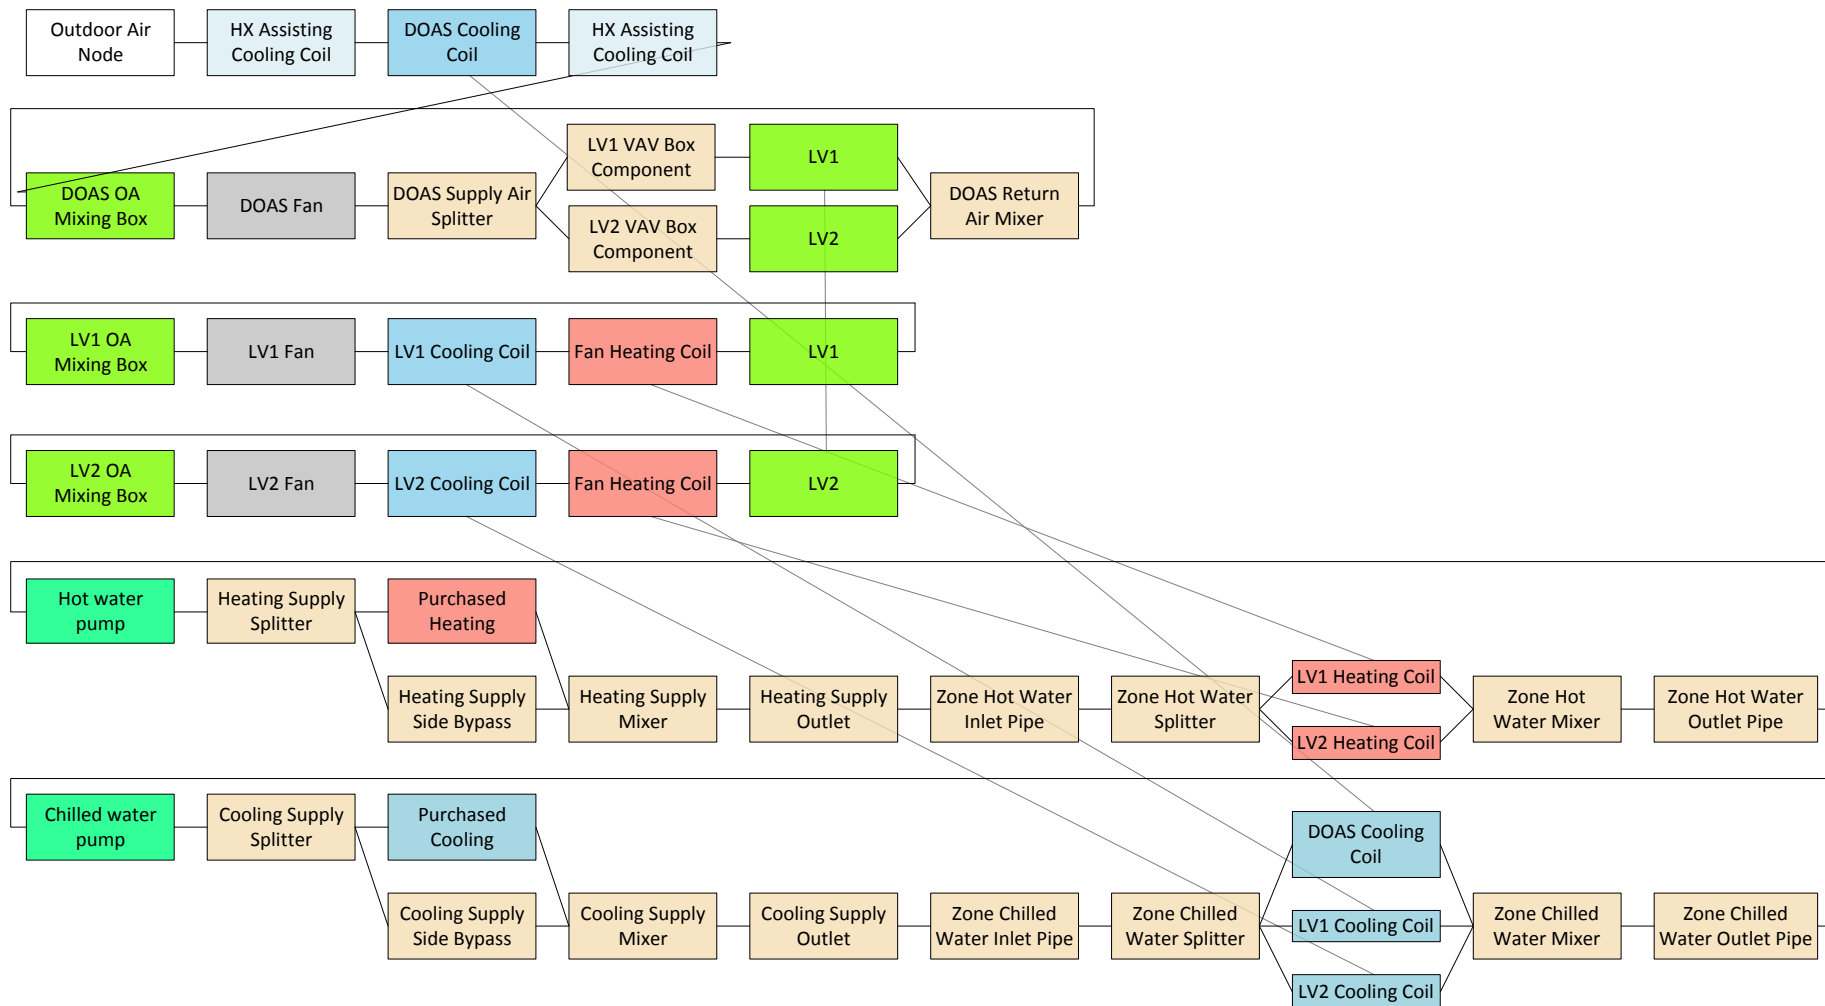 Outdoor Air
Node
HX Assisting
Cooling Coil
DOAS Cooling
Coil
HX Assisting
Cooling Coil
DOAS OA
Mixing Box
DOAS Fan
DOAS Supply Air
Splitter
LV1 VAV Box
Component
LV1
LV2 VAV Box
Component
LV2
DOAS Return
Air Mixer
LV1 OA
Mixing Box
LV1 Fan
LV1 Cooling Coil
Fan Heating Coil
LV1
LV2 OA
Mixing Box
LV2 Fan
LV2 Cooling Coil
Fan Heating Coil
LV2
Hot water
pump
Heating Supply
Splitter
Purchased
Heating
Heating Supply
Side Bypass
Heating Supply
Mixer
Heating Supply
Outlet
Zone Hot Water
Inlet Pipe
Zone Hot Water
Splitter
LV1 Heating Coil
LV2 Heating Coil
Zone Hot
Water Mixer
Zone Hot Water
Outlet Pipe
Chilled water
pump
Cooling Supply
Splitter
Purchased
Cooling
Cooling Supply
Side Bypass
Cooling Supply
Mixer
Cooling Supply
Outlet
Zone Chilled
Water Inlet Pipe
Zone Chilled
Water Splitter
DOAS Cooling
Coil
LV1 Cooling Coil
LV2 Cooling Coil
Zone Chilled
Water Mixer
Zone Chilled
Water Outlet Pipe